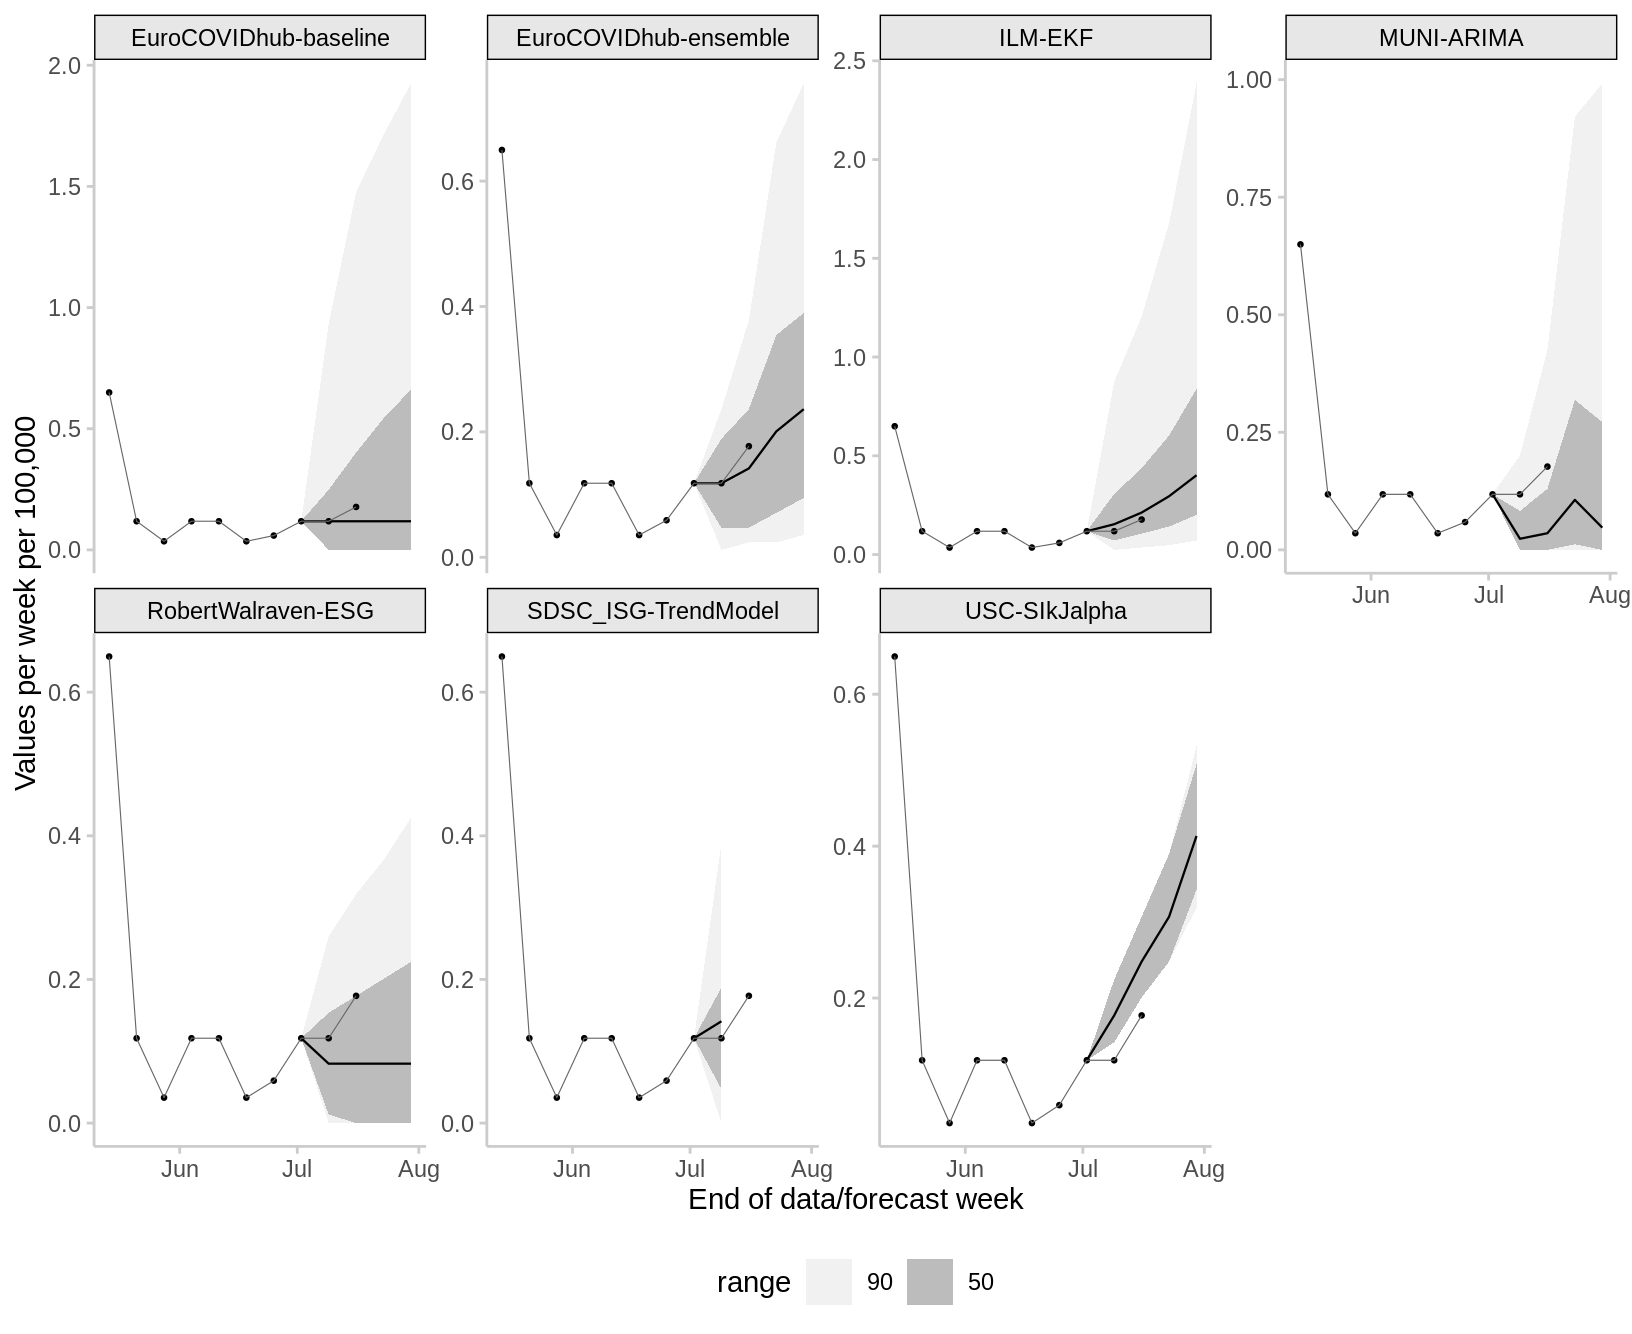 EuroCOVIDhub-baseline
EuroCOVIDhub-ensemble
ILM-EKF
MUNI-ARIMA
2.0
1.5
1.0
0.5
0.0
0.6
0.4
0.2
0.0
2.5
2.0
1.5
1.0
0.5
0.0
1.00
0.75
0.50
0.25
0.00
Jun Jul Aug
Values per week per 100,000
RobertWalraven-ESG
SDSC_ISG-TrendModel
USC-SIkJalpha
0.6
0.4
0.2
0.0
Jun Jul Aug
0.6
0.4
0.2
0.0
Jun Jul Aug
0.6
0.4
0.2
Jun Jul Aug
End of data/forecast week
range 90 50